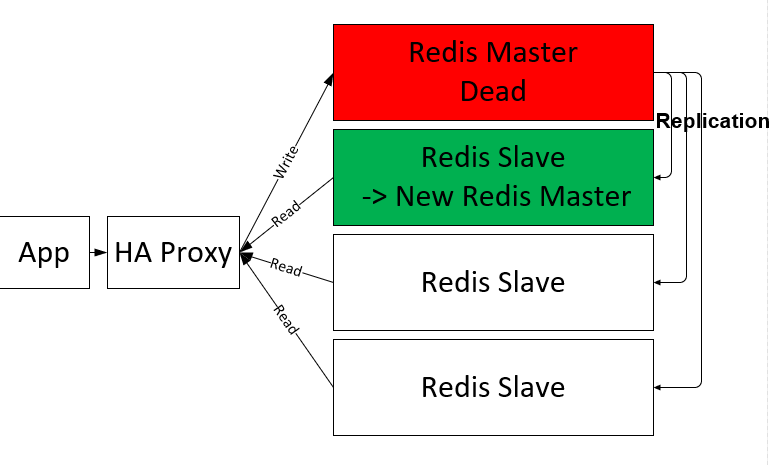 Redis Master
Dead
Replication
Write
Redis Slave
-> New Redis Master
Read
App
HA Proxy
Read
Redis Slave
Read
Redis Slave